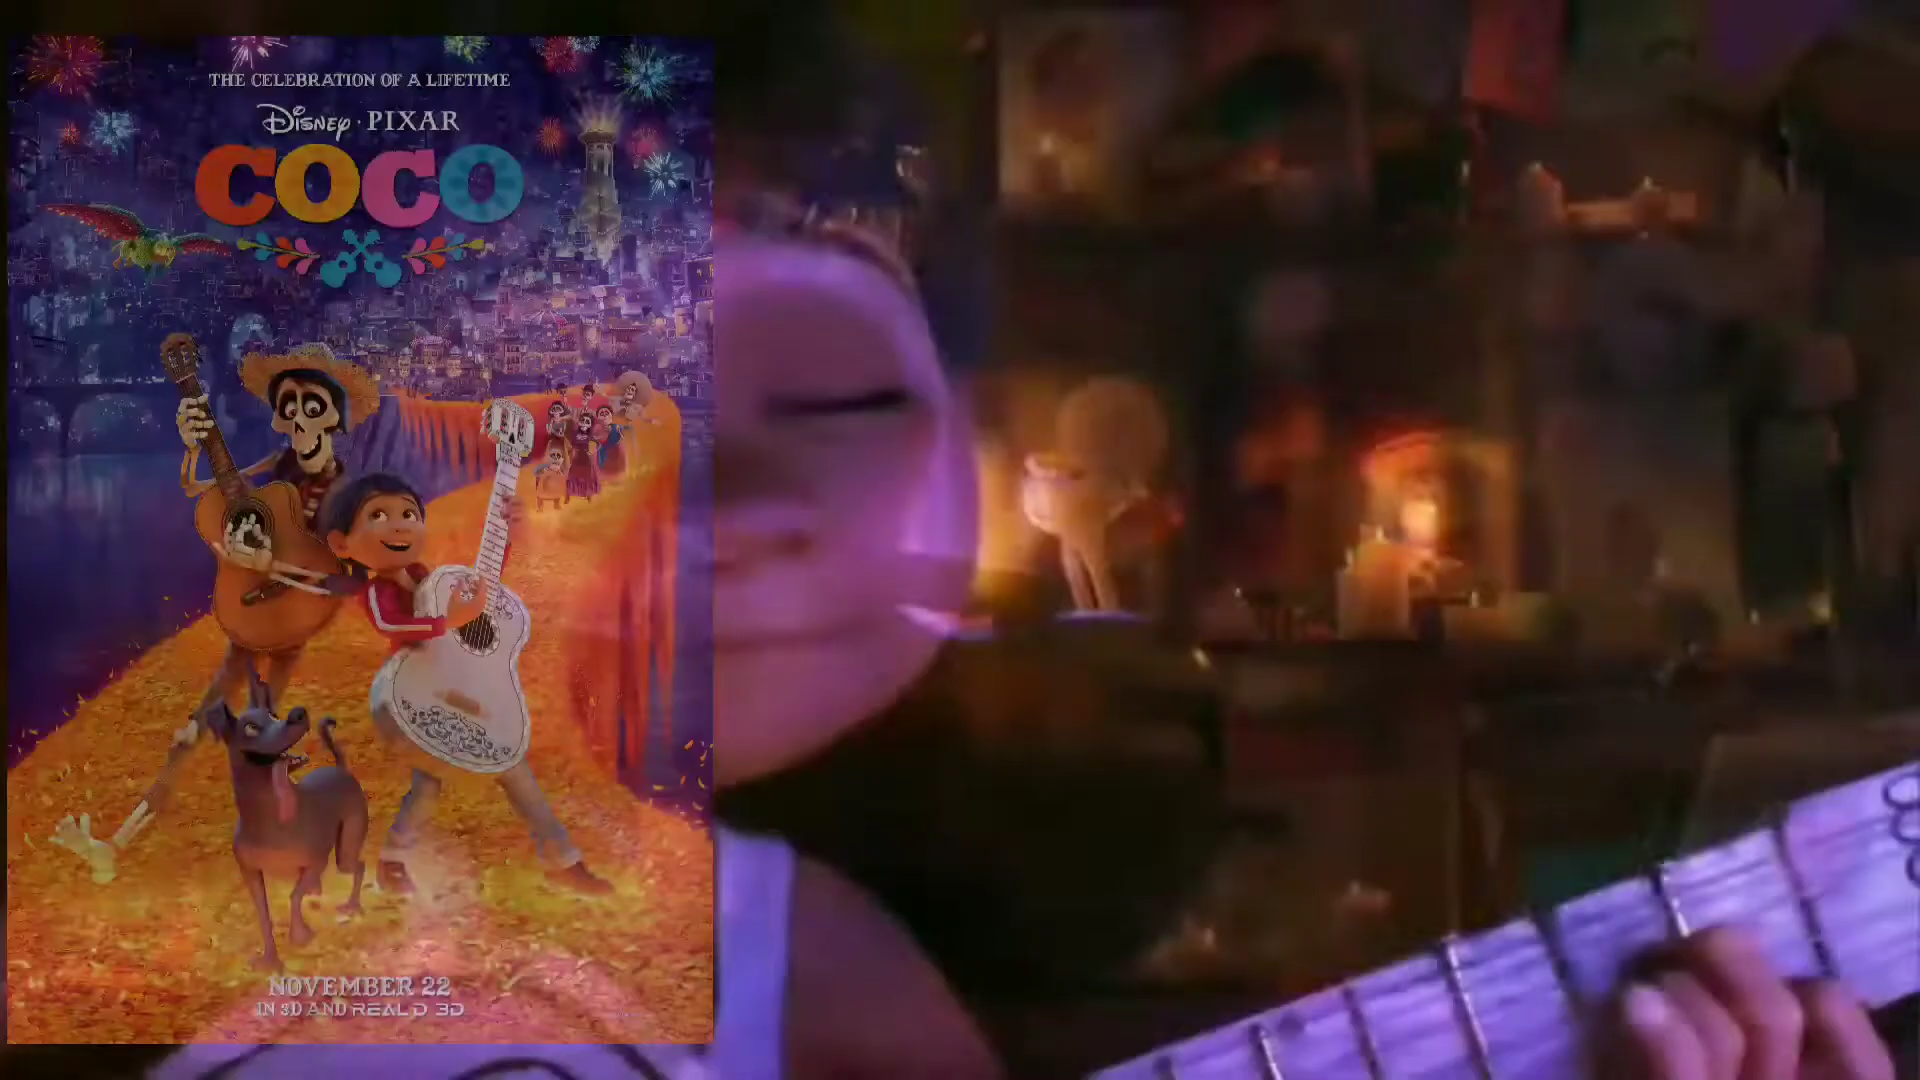 THE CELEBRATION OF A LIFETIME
DISNEY · PIXAR
COCO
NOVEMBER 22
IN 3D AND REAL D 3D